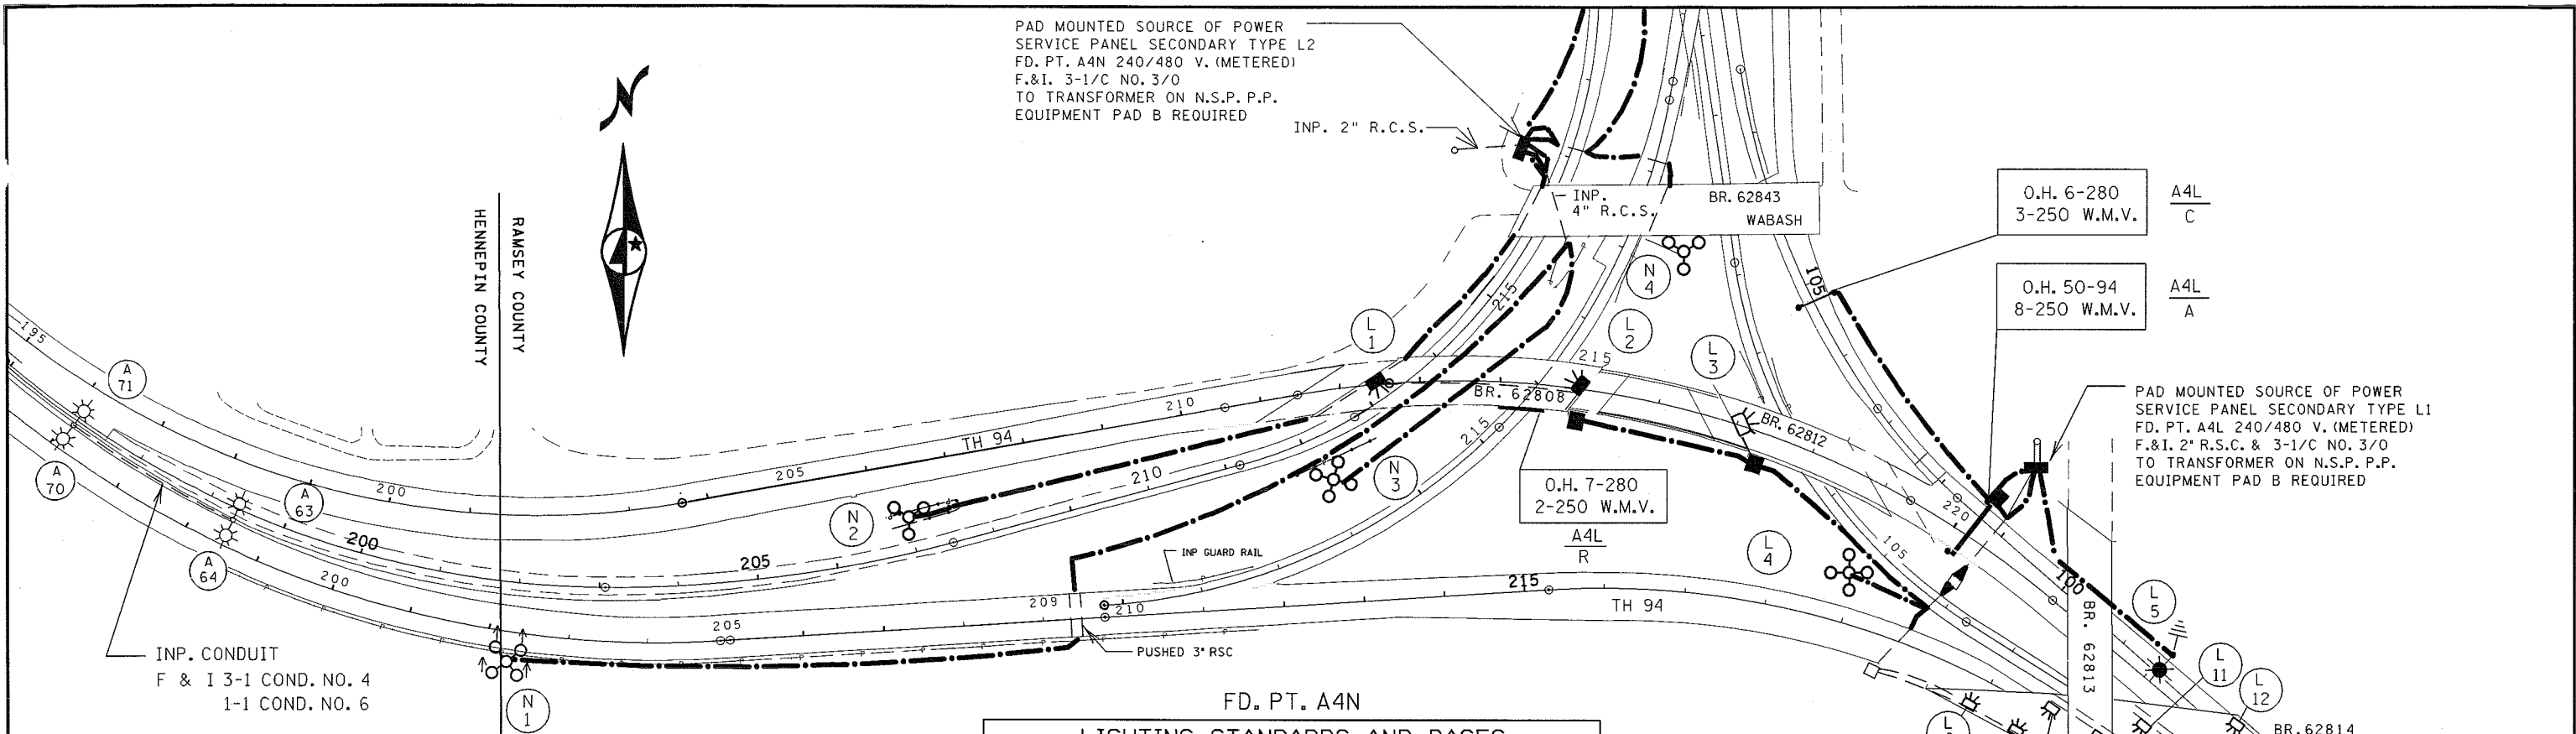 PAD MOUNTED SOURCE OF POWER
SERVICE PANEL SECONDARY TYPE L2
FD. PT. A4N 240/480 V. (METERED)
F.&I. 3-1/C NO. 3/0
TO TRANSFORMER ON N.S.P. P.P.
EQUIPMENT PAD B REQUIRED
INP. 2" R.C.S.
N
INP.
4" R.C.S.
BR. 62843
WABASH
O.H. 6-280
3-250 W.M.V.
A4L
C
O.H. 50-94
8-250 W.M.V.
A4L
A
HENNEPIN COUNTY
RAMSEY COUNTY
N
4
105
215
L
1
L
2
L
3
215
195
A
71
A
70
A
63
A
64
200
200
200
205
205
205
TH 94
210
210
N
2
N
3
215
BR. 62808
BR. 62812
PAD MOUNTED SOURCE OF POWER
SERVICE PANEL SECONDARY TYPE L1
FD. PT. A4L 240/480 V. (METERED)
F.&I. 2" R.S.C. & 3-1/C NO. 3/0
TO TRANSFORMER ON N.S.P. P.P.
EQUIPMENT PAD B REQUIRED
O.H. 7-280
2-250 W.M.V.
A4L
R
220
105
L
4
INP GUARD RAIL
209
210
215
TH 94
100
BR. 62813
L
5
PUSHED 3" RSC
INP. CONDUIT
F & I 3-1 COND. NO. 4
1-1 COND. NO. 6
N
1
FD. PT. A4N
LIGHTING STANDARDS AND BASES
L
L
11
L
12
BR. 62814